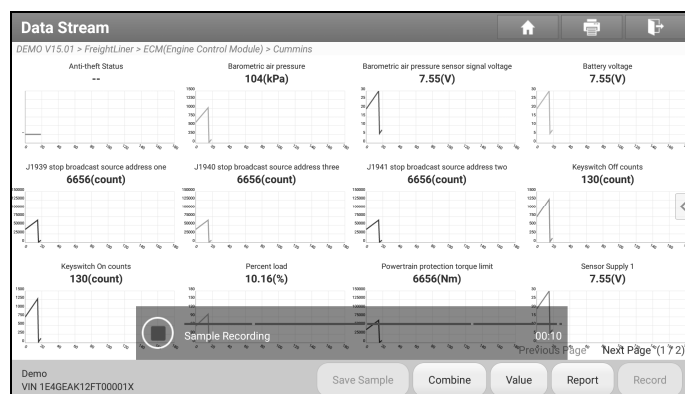 Data Stream
DEMO V15.01 > FreightLiner > ECM(Engine Control Module) > Cummins
Anti-theft Status
--
Barometric air pressure
104(kPa)
Barometric air pressure sensor signal voltage
7.55(V)
Battery voltage
7.55(V)
J1939 stop broadcast source address one
6656(count)
J1940 stop broadcast source address three
6656(count)
J1941 stop broadcast source address two
6656(count)
Keyswitch Off counts
130(count)
Keyswitch On counts
130(count)
Percent load
10.16(%)
Powertrain protection torque limit
6656(Nm)
Sensor Supply 1
7.55(V)
Sample Recording
00:10
Previous Page
Next Page (1 / 2)
Demo
VIN 1E4GEAK12FT00001X
Save Sample
Combine
Value
Report
Record